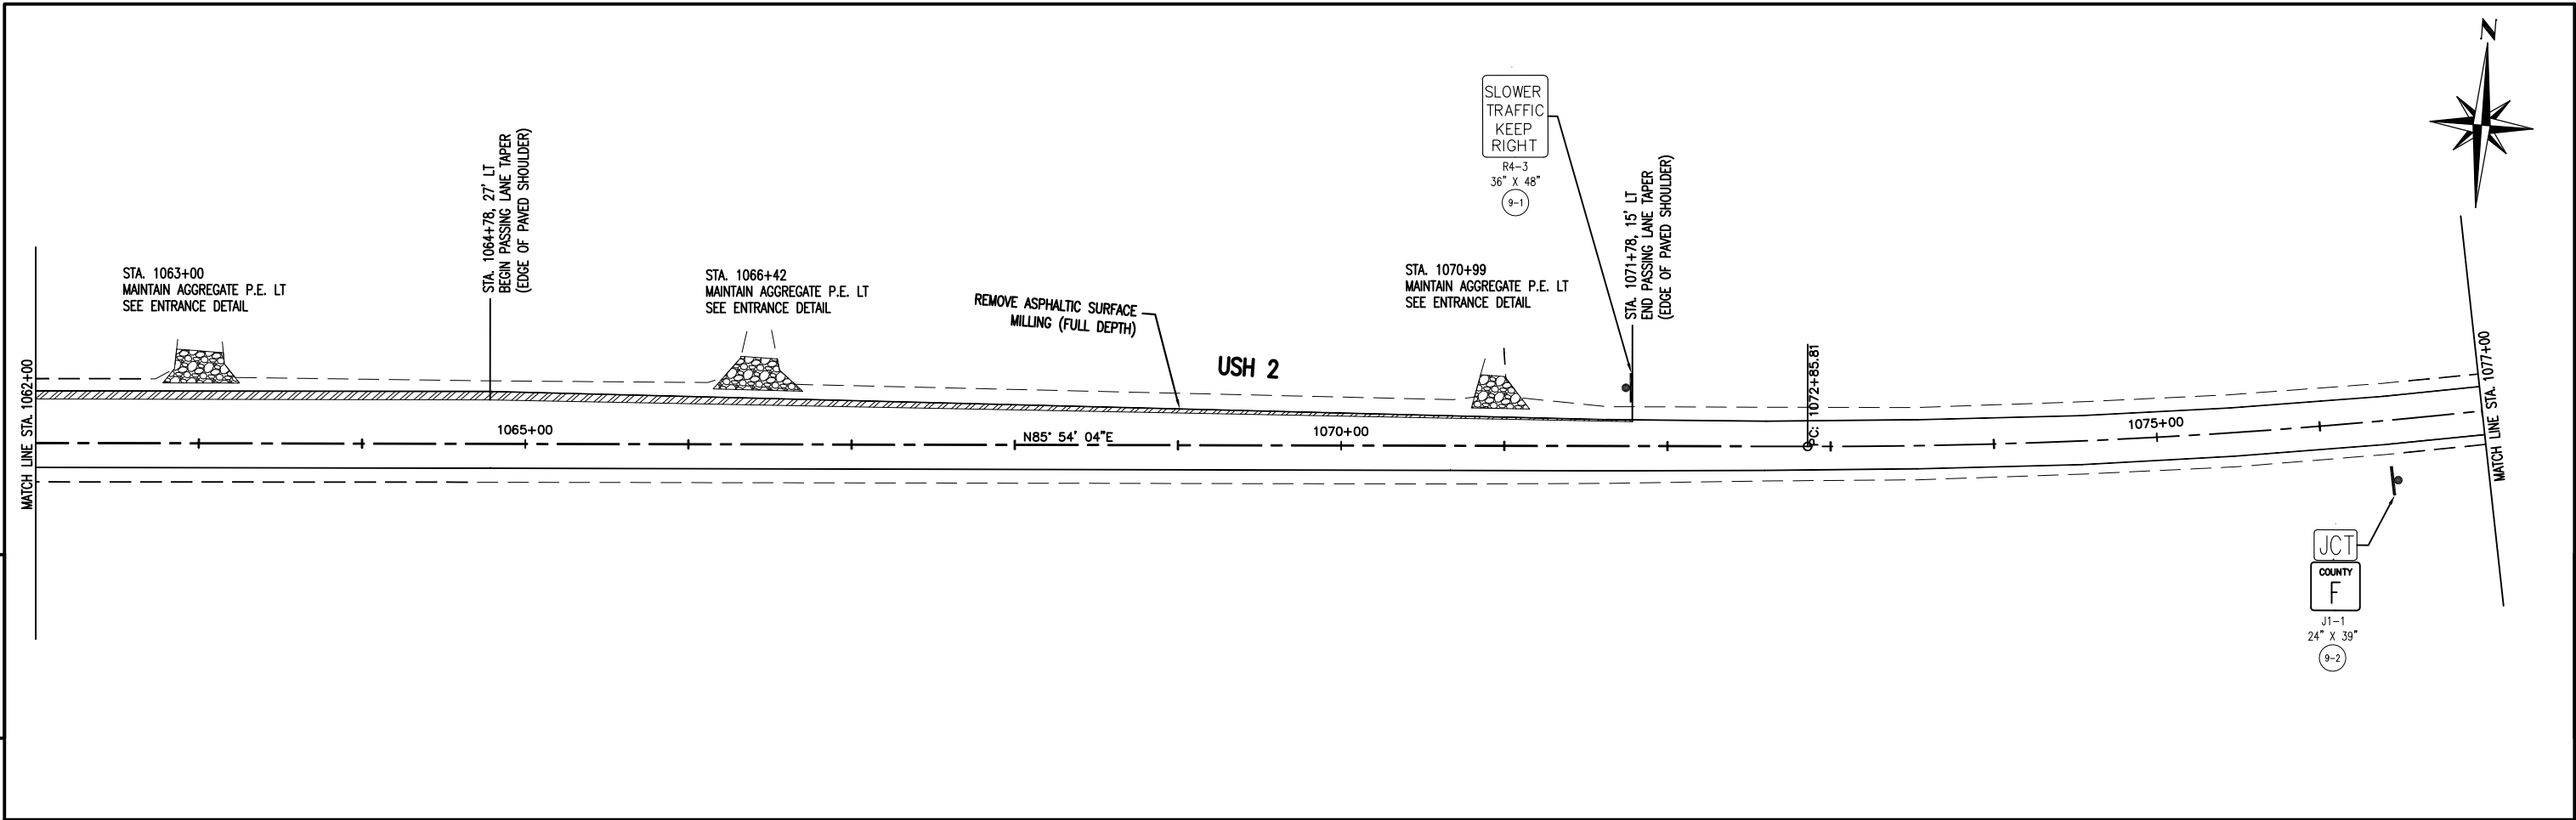 N
SLOWER
TRAFFIC
KEEP
RIGHT
R4-3
36" X 48"
9-1
STA. 1063+00
MAINTAIN AGGREGATE P.E. LT
SEE ENTRANCE DETAIL
STA. 1064+78, 27' LT
BEGIN PASSING LANE TAPER
(EDGE OF PAVED SHOULDER)
STA. 1066+42
MAINTAIN AGGREGATE P.E. LT
SEE ENTRANCE DETAIL
REMOVE ASPHALTIC SURFACE
MILLING (FULL DEPTH)
USH 2
STA. 1070+99
MAINTAIN AGGREGATE P.E. LT
SEE ENTRANCE DETAIL
STA. 1071+78, 15' LT
END PASSING LANE TAPER
(EDGE OF PAVED SHOULDER)
PC: 1072+85.81
MATCH LINE STA. 1062+00
1065+00
N85° 54' 04"E
1070+00
1075+00
MATCH LINE STA. 1077+00
JCT
COUNTY
F
J1-1
24" X 39"
9-2